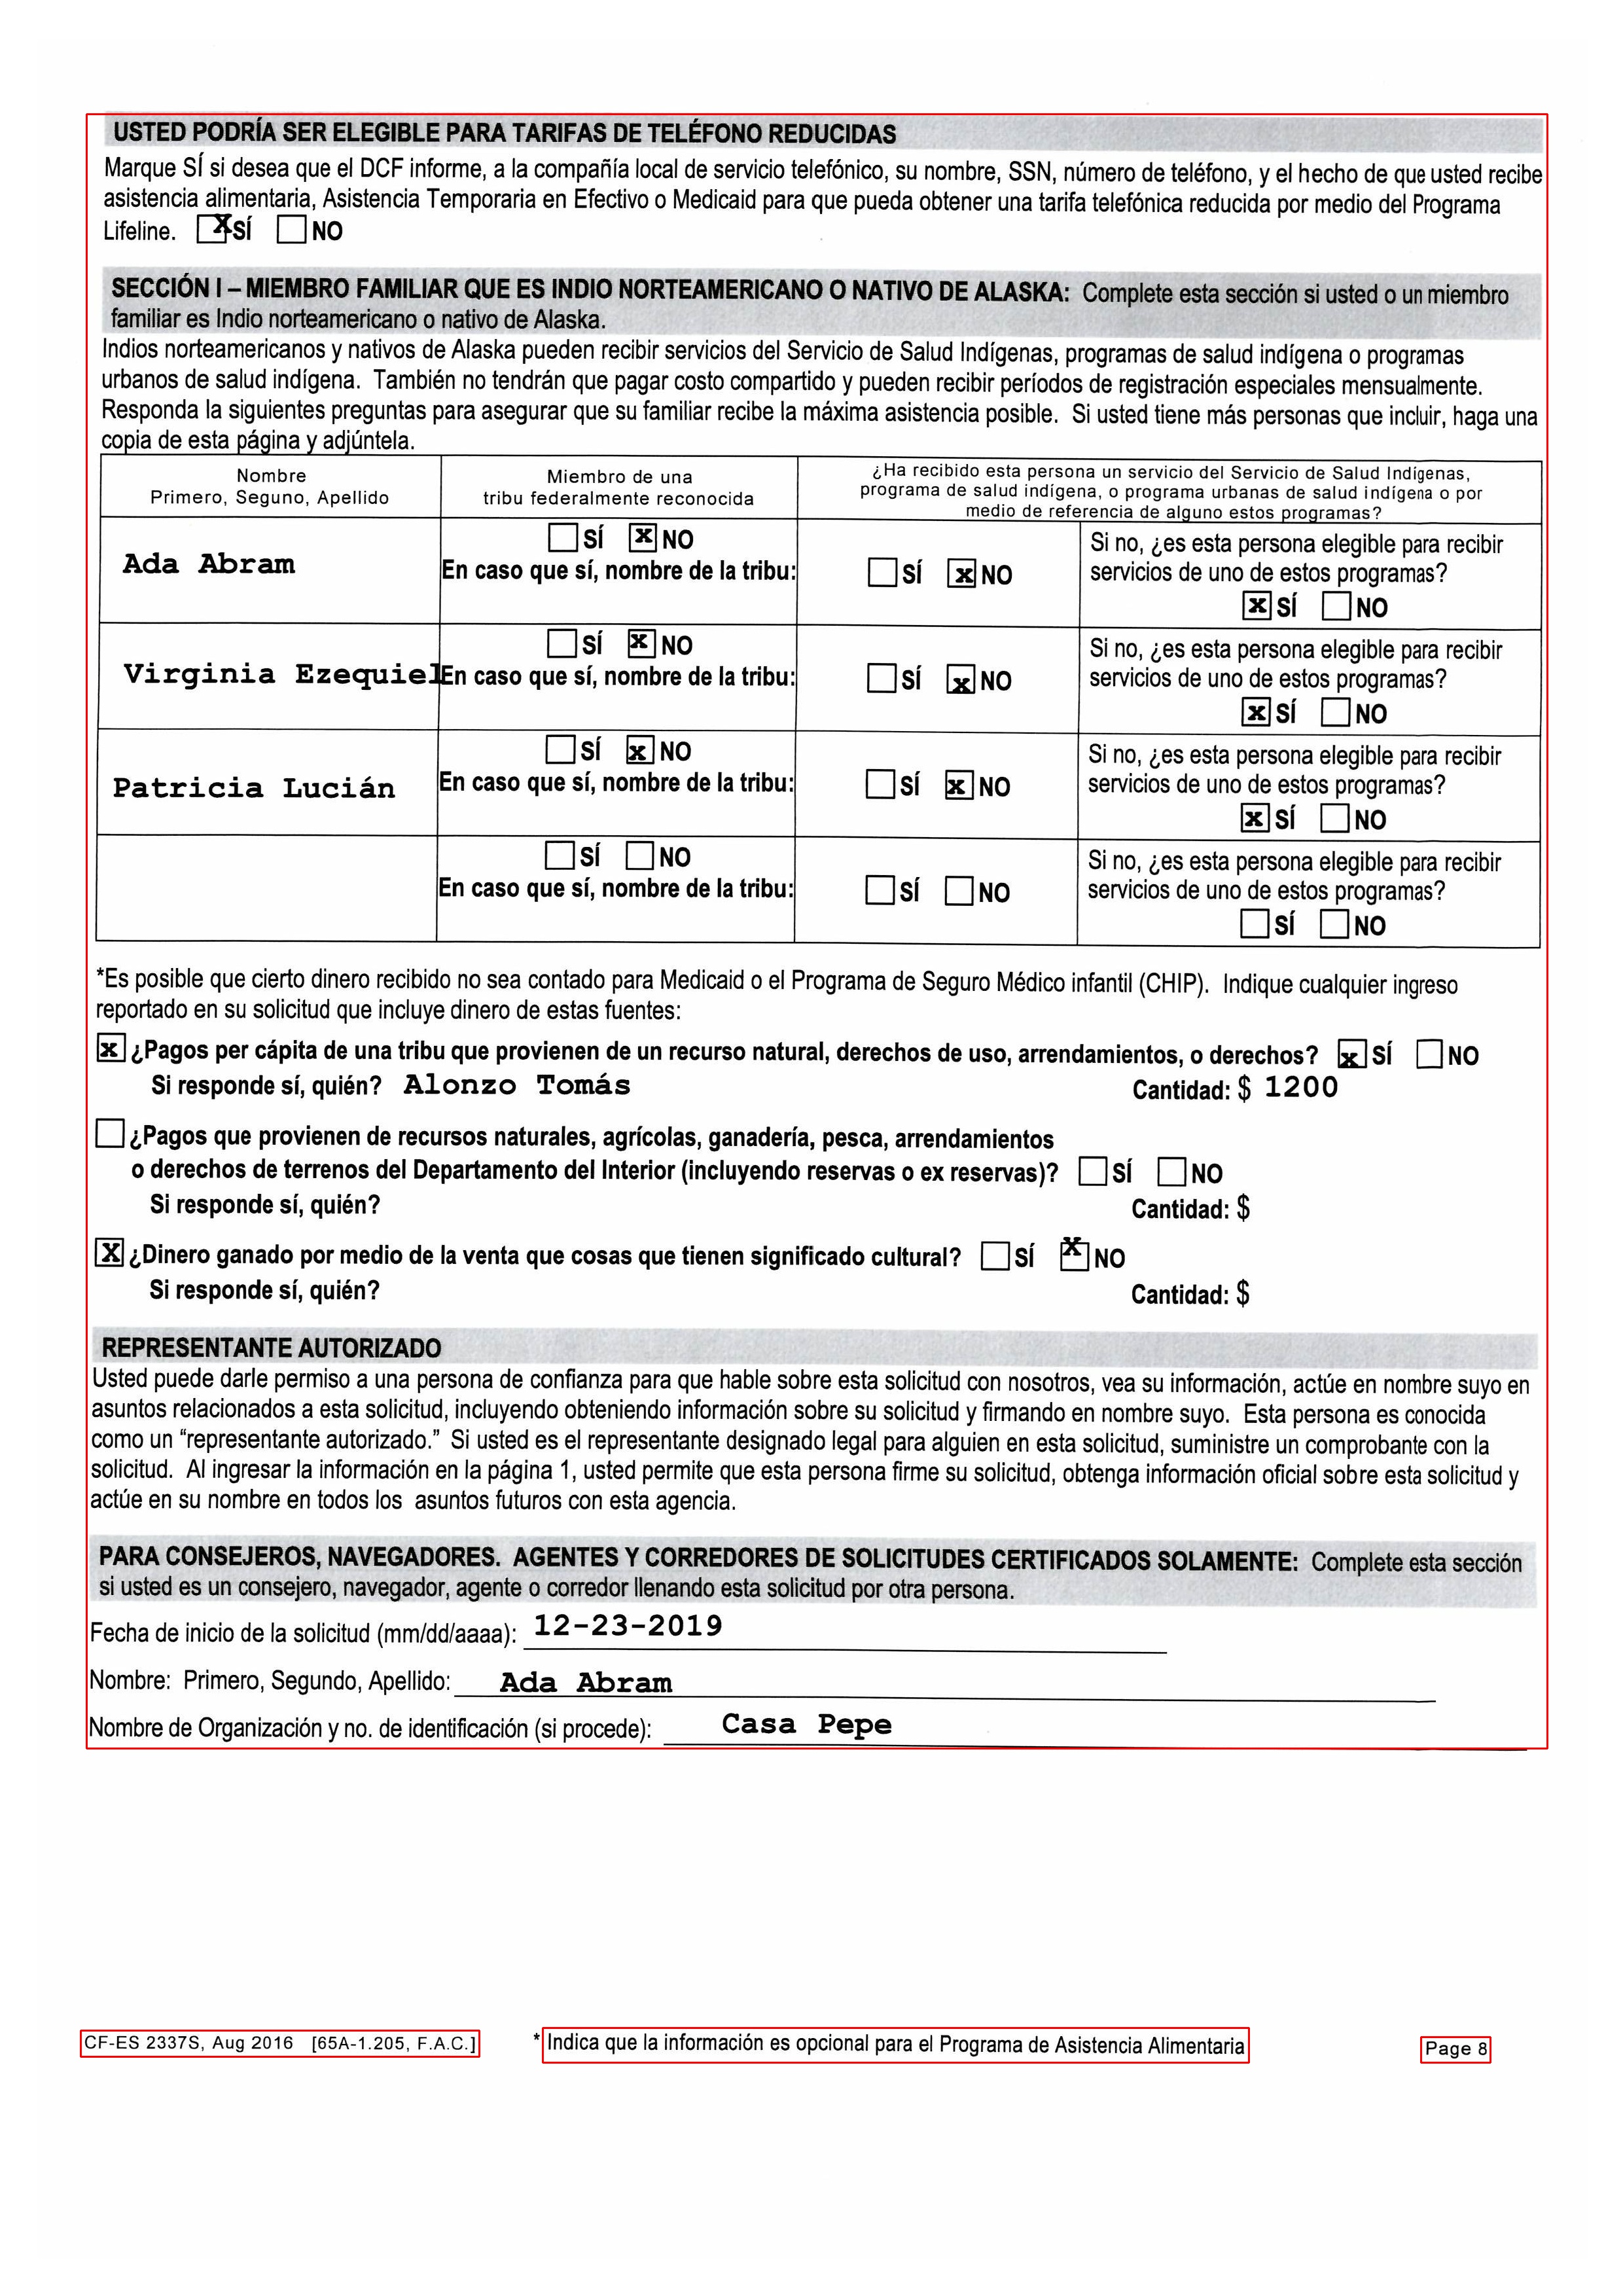 USTED PODRÍA SER ELEGIBLE PARA TARIFAS DE TELÉFONO REDUCIDAS
Marque SÍ si desea que el DCF informe, a la compañía local de servicio telefónico, su nombre, SSN, número de teléfono, y el hecho de que usted recibe
asistencia alimentaria, Asistencia Temporaria en Efectivo o Medicaid para que pueda obtener una tarifa telefónica reducida por medio del Programa
Lifeline. ☒ SÍ ☐ NO
SECCIÓN I – MIEMBRO FAMILIAR QUE ES INDIO NORTEAMERICANO O NATIVO DE ALASKA: Complete esta sección si usted o un miembro
familiar es Indio norteamericano o nativo de Alaska.
Indios norteamericanos y nativos de Alaska pueden recibir servicios del Servicio de Salud Indígenas, programas de salud indígena o programas
urbanos de salud indígena. También no tendrán que pagar costo compartido y pueden recibir períodos de registración especiales mensualmente.
Responda la siguientes preguntas para asegurar que su familiar recibe la máxima asistencia posible. Si usted tiene más personas que incluir, haga una
copia de esta página y adjúntela.
Nombre
Primero, Seguno, Apellido
Miembro de una
tribu federalmente reconocida
¿Ha recibido esta persona un servicio del Servicio de Salud Indígenas,
programa de salud indígena, o programa urbanas de salud indígena o por
medio de referencia de alguno estos programas?
Ada Abram
☐ SÍ ☒ NO
En caso que sí, nombre de la tribu:
☐ SÍ ☒ NO
Si no, ¿es esta persona elegible para recibir
servicios de uno de estos programas?
☒ SÍ ☐ NO
Virginia Ezequiel
☐ SÍ ☒ NO
En caso que sí, nombre de la tribu:
☐ SÍ ☒ NO
Si no, ¿es esta persona elegible para recibir
servicios de uno de estos programas?
☒ SÍ ☐ NO
Patricia Lucián
☐ SÍ ☒ NO
En caso que sí, nombre de la tribu:
☐ SÍ ☒ NO
Si no, ¿es esta persona elegible para recibir
servicios de uno de estos programas?
☒ SÍ ☐ NO
☐ SÍ ☐ NO
En caso que sí, nombre de la tribu:
☐ SÍ ☐ NO
Si no, ¿es esta persona elegible para recibir
servicios de uno de estos programas?
☐ SÍ ☐ NO
*Es posible que cierto dinero recibido no sea contado para Medicaid o el Programa de Seguro Médico infantil (CHIP). Indique cualquier ingreso
reportado en su solicitud que incluye dinero de estas fuentes:
☒ ¿Pagos per cápita de una tribu que provienen de un recurso natural, derechos de uso, arrendamientos, o derechos? ☒ SÍ ☐ NO
Si responde sí, quién? Alonzo Tomás Cantidad: $ 1200
☐ ¿Pagos que provienen de recursos naturales, agrícolas, ganadería, pesca, arrendamientos
o derechos de terrenos del Departamento del Interior (incluyendo reservas o ex reservas)? ☐ SÍ ☐ NO
Si responde sí, quién? Cantidad: $
☒ ¿Dinero ganado por medio de la venta que cosas que tienen significado cultural? ☐ SÍ ☒ NO
Si responde sí, quién? Cantidad: $
REPRESENTANTE AUTORIZADO
Usted puede darle permiso a una persona de confianza para que hable sobre esta solicitud con nosotros, vea su información, actúe en nombre suyo en
asuntos relacionados a esta solicitud, incluyendo obteniendo información sobre su solicitud y firmando en nombre suyo. Esta persona es conocida
como un “representante autorizado.” Si usted es el representante designado legal para alguien en esta solicitud, suministre un comprobante con la
solicitud. Al ingresar la información en la página 1, usted permite que esta persona firme su solicitud, obtenga información oficial sobre esta solicitud y
actúe en su nombre en todos los asuntos futuros con esta agencia.
PARA CONSEJEROS, NAVEGADORES. AGENTES Y CORREDORES DE SOLICITUDES CERTIFICADOS SOLAMENTE: Complete esta sección
si usted es un consejero, navegador, agente o corredor llenando esta solicitud por otra persona.
Fecha de inicio de la solicitud (mm/dd/aaaa): 12-23-2019
Nombre: Primero, Segundo, Apellido: Ada Abram
Nombre de Organización y no. de identificación (si procede): Casa Pepe
CF-ES 2337S, Aug 2016 [65A-1.205, F.A.C.] * Indica que la información es opcional para el Programa de Asistencia Alimentaria Page 8